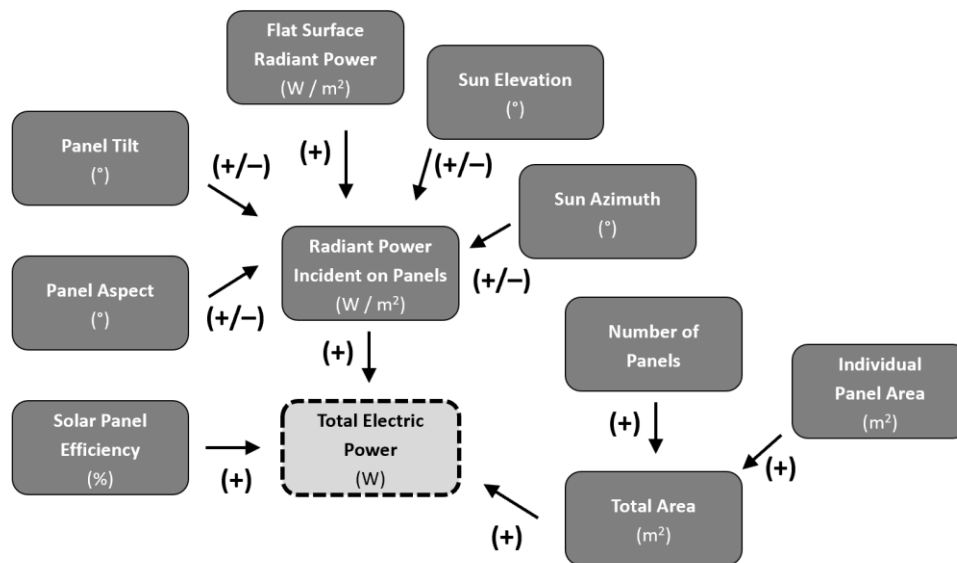 Flat Surface
Radiant Power
(W / m²)
Sun Elevation
(°)
Panel Tilt
(°)
(+/–)
(+)
(+/–)
Sun Azimuth
(°)
Radiant Power
Incident on Panels
(W / m²)
(+/–)
Panel Aspect
(°)
(+/–)
(+)
Number of
Panels
Individual
Panel Area
(m²)
Solar Panel
Efficiency
(%)
(+)
Total Electric
Power
(W)
(+)
(+)
Total Area
(m²)
(+)